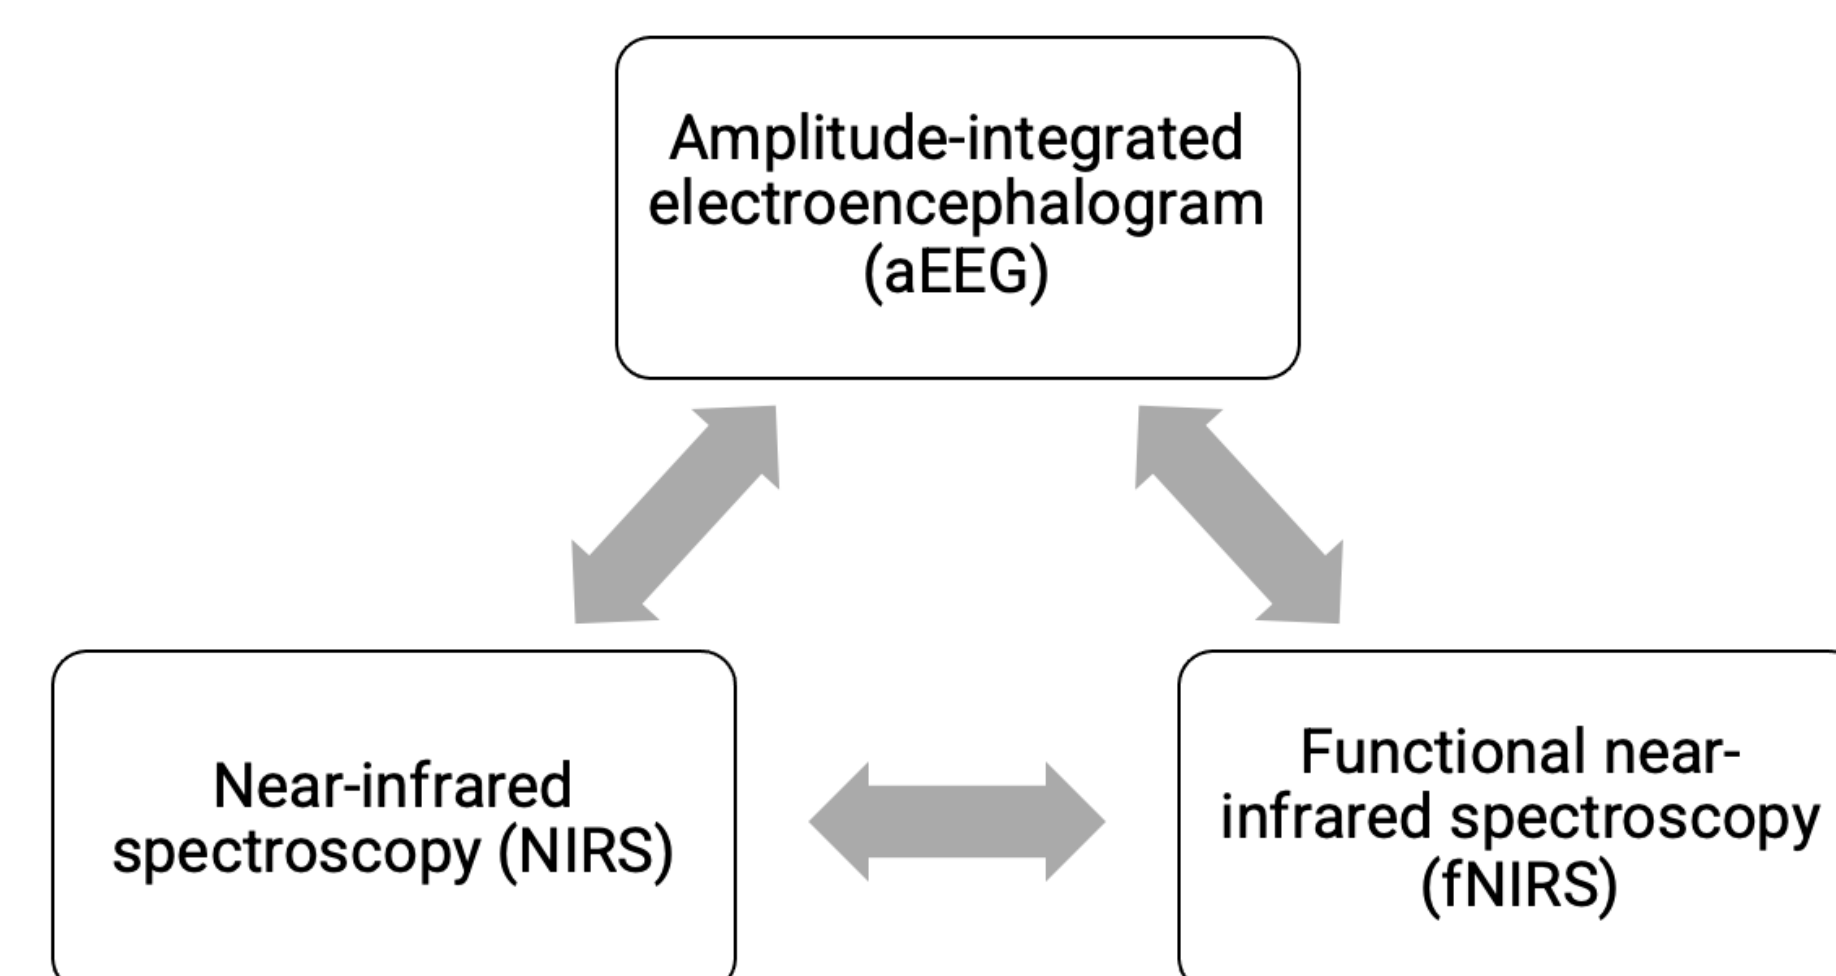 Amplitude-integrated
electroencephalogram
(aEEG)
Near-infrared
spectroscopy (NIRS)
Functional near-
infrared spectroscopy
(fNIRS)